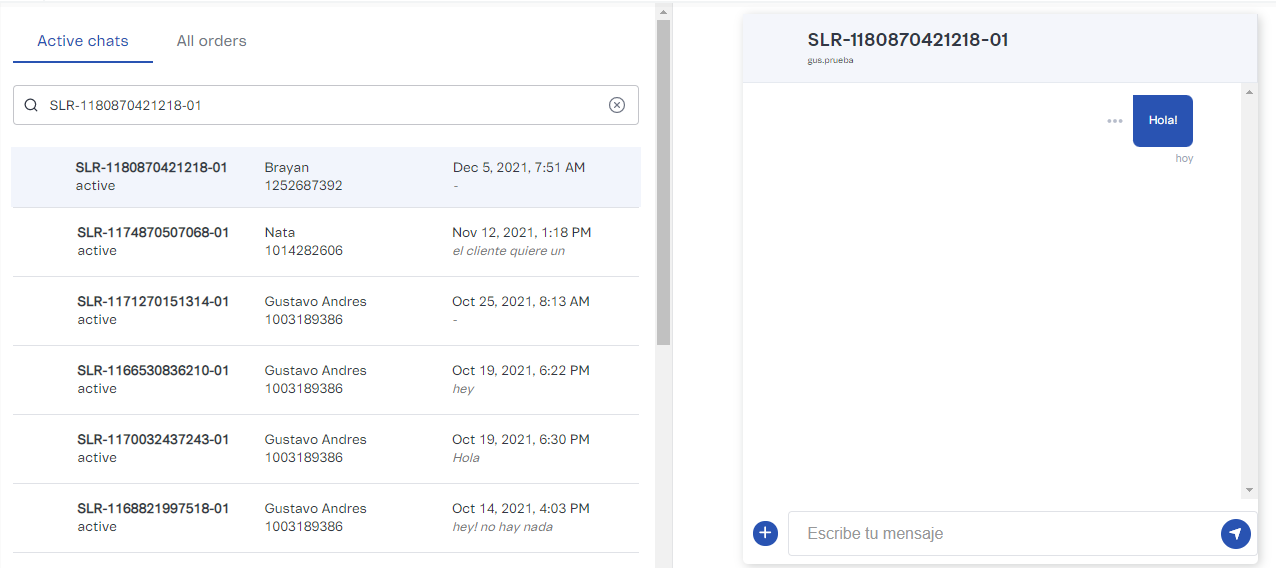 Active chats
All orders
SLR-1180870421218-01
SLR-1180870421218-01 Brayan Dec 5, 2021, 7:51 AM
active 1252687392 -
SLR-1174870507068-01 Nata Nov 12, 2021, 1:18 PM
active 1014282606 el cliente quiere un
SLR-1171270151314-01 Gustavo Andres Oct 25, 2021, 8:13 AM
active 1003189386 -
SLR-1166530836210-01 Gustavo Andres Oct 19, 2021, 6:22 PM
active 1003189386 hey
SLR-1170032437243-01 Gustavo Andres Oct 19, 2021, 6:30 PM
active 1003189386 Hola
SLR-1168821997518-01 Gustavo Andres Oct 14, 2021, 4:03 PM
active 1003189386 hey! no hay nada
SLR-1180870421218-01
gus.prueba
Hola!
hoy
Escribe tu mensaje